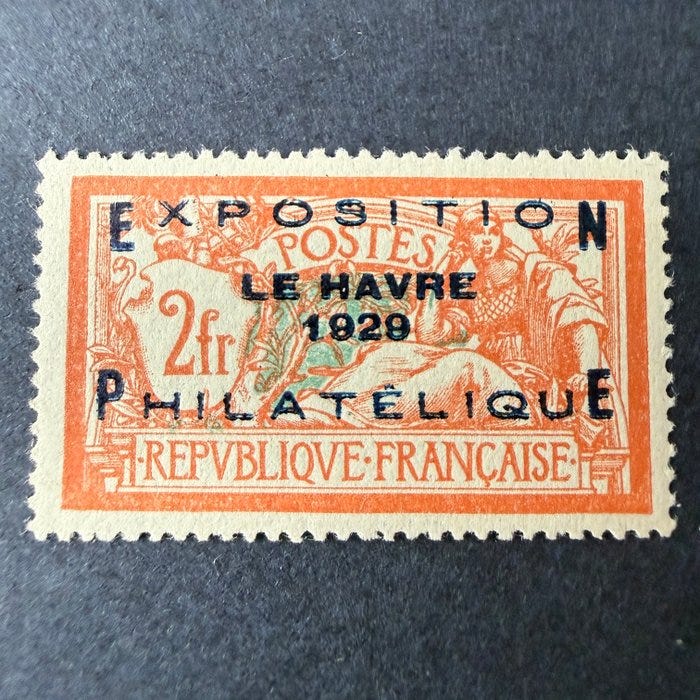 EXPOSITION
POSTES
LE HAVRE
1929
2fr
PHILATÉLIQUE
·REPVBLIQVE·FRANÇAISE·